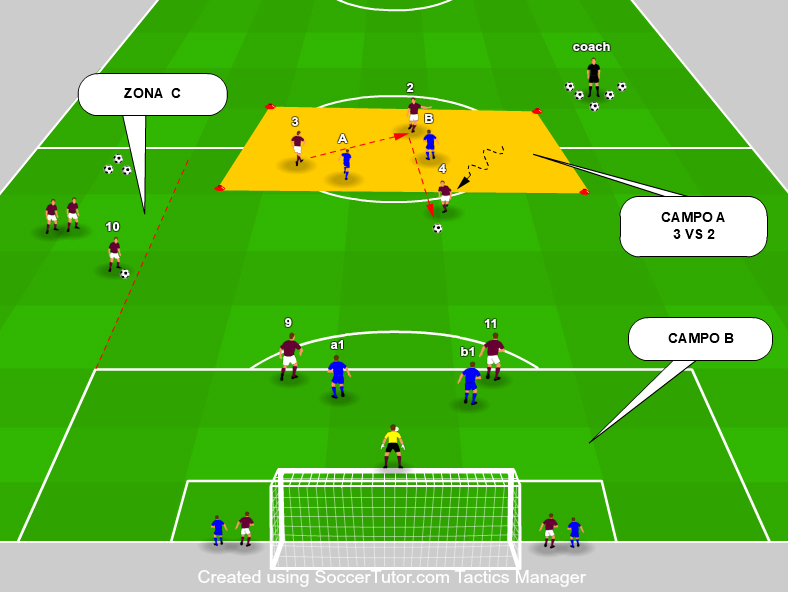 coach
ZONA C
2
3
A
B
4
10
CAMPO A
3 VS 2
9
11
a1
b1
CAMPO B
Created using SoccerTutor.com Tactics Manager